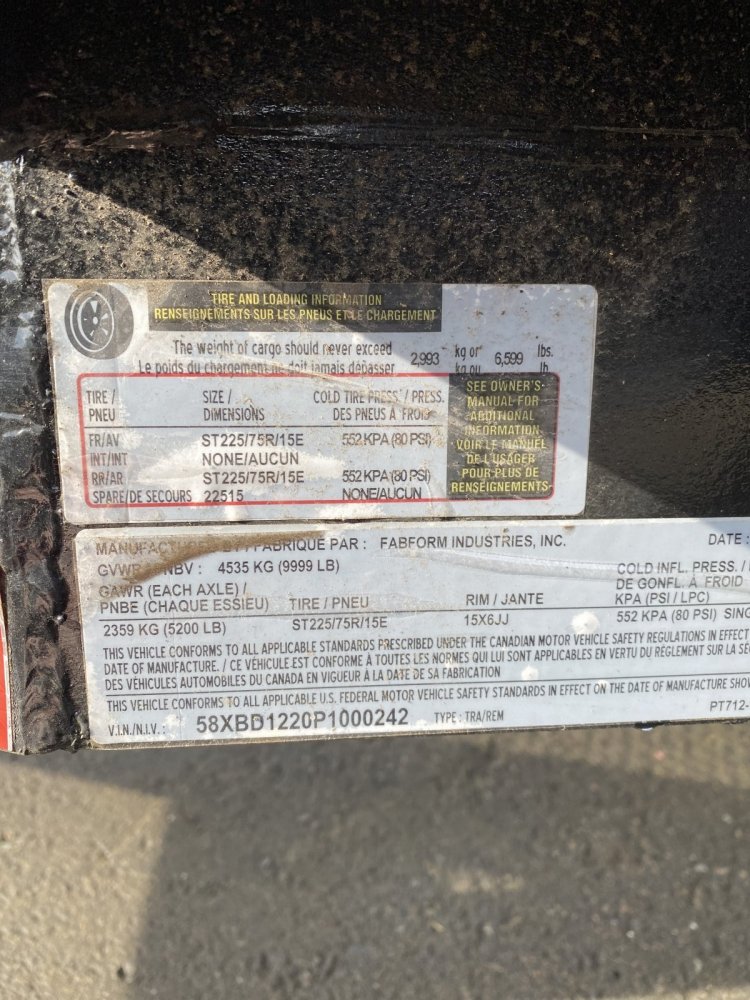 TIRE AND LOADING INFORMATION
RENSEIGNEMENTS SUR LES PNEUS ET LE CHARGEMENT
The weight of cargo should never exceed 2,993 kg or 6,599 lbs.
Le poids du chargement ne doit jamais dépasser kg ou lb
TIRE / SIZE / COLD TIRE PRESS. / PRESS.
PNEU DIMENSIONS DES PNEUS À FROID
FR/AV ST225/75R/15E 552 KPA (80 PSI)
INT/INT NONE/AUCUN
RR/AR ST225/75R/15E 552 KPA (80 PSI)
SPARE/DE SECOURS 22515 NONE/AUCUN
SEE OWNER'S
MANUAL FOR
ADDITIONAL
INFORMATION
VOIR LE MANUEL
DE L'USAGER
POUR PLUS DE
RENSEIGNEMENTS
FABRIQUE PAR : FABFORM INDUSTRIES, INC. DATE :
GVWR PNBV : 4535 KG (9999 LB)
GAWR (EACH AXLE) /
PNBE (CHAQUE ESSIEU) TIRE / PNEU RIM / JANTE
COLD INFL. PRESS. /
DE GONFL. À FROID
KPA (PSI / LPC)
2359 KG (5200 LB) ST225/75R/15E 15X6JJ 552 KPA (80 PSI)
THIS VEHICLE CONFORMS TO ALL APPLICABLE STANDARDS PRESCRIBED UNDER THE CANADIAN MOTOR VEHICLE SAFETY REGULATIONS IN EFFECT
DATE OF MANUFACTURE. / CE VÉHICULE EST CONFORME À TOUTES LES NORMES QUI LUI SONT APPLICABLES EN VERTU DU RÈGLEMENT SUR LA
DES VÉHICULES AUTOMOBILES DU CANADA EN VIGUEUR À LA DATE DE SA FABRICATION
THIS VEHICLE CONFORMS TO ALL APPLICABLE U.S. FEDERAL MOTOR VEHICLE SAFETY STANDARDS IN EFFECT ON THE DATE OF MANUFACTURE
V.I.N./N.I.V.: 58XBD1220P1000242 TYPE : TRA/REM PT712-